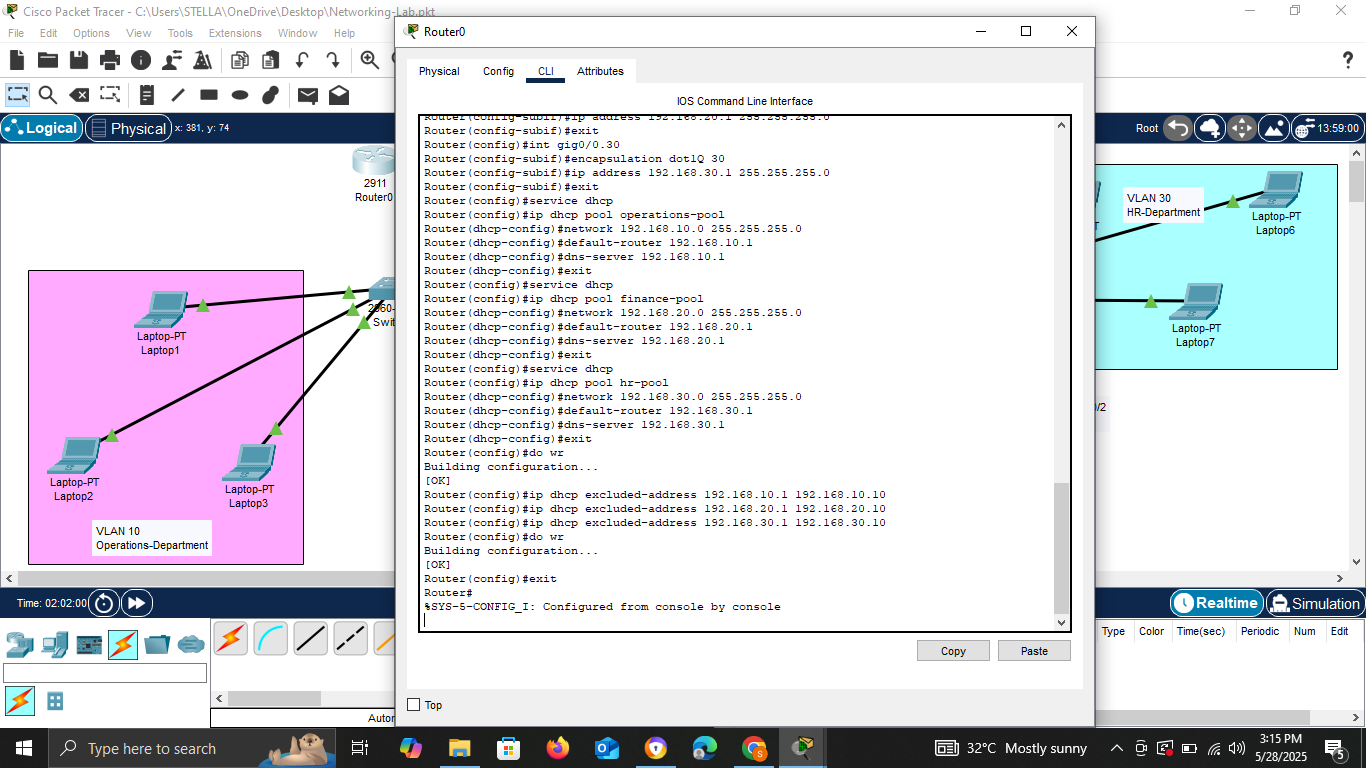 Cisco Packet Tracer - C:\Users\STELLA\OneDrive\Desktop\Networking-Lab.pkt
File Edit Options View Tools Extensions Window Help
Logical
Physical
x: 381, y: 74
Root
13:59:00
2911
Router0
2960-
Swit
Laptop-PT
Laptop1
Laptop-PT
Laptop2
Laptop-PT
Laptop3
VLAN 10
Operations-Department
Router0
Physical Config CLI Attributes
IOS Command Line Interface
Router(config-subif)#ip address 192.168.20.1 255.255.255.0
Router(config-subif)#exit
Router(config)#int gig0/0.30
Router(config-subif)#encapsulation dot1Q 30
Router(config-subif)#ip address 192.168.30.1 255.255.255.0
Router(config-subif)#exit
Router(config)#service dhcp
Router(config)#ip dhcp pool operations-pool
Router(dhcp-config)#network 192.168.10.0 255.255.255.0
Router(dhcp-config)#default-router 192.168.10.1
Router(dhcp-config)#dns-server 192.168.10.1
Router(dhcp-config)#exit
Router(config)#service dhcp
Router(config)#ip dhcp pool finance-pool
Router(dhcp-config)#network 192.168.20.0 255.255.255.0
Router(dhcp-config)#default-router 192.168.20.1
Router(dhcp-config)#dns-server 192.168.20.1
Router(dhcp-config)#exit
Router(config)#service dhcp
Router(config)#ip dhcp pool hr-pool
Router(dhcp-config)#network 192.168.30.0 255.255.255.0
Router(dhcp-config)#default-router 192.168.30.1
Router(dhcp-config)#dns-server 192.168.30.1
Router(dhcp-config)#exit
Router(config)#do wr
Building configuration...
[OK]
Router(config)#ip dhcp excluded-address 192.168.10.1 192.168.10.10
Router(config)#ip dhcp excluded-address 192.168.20.1 192.168.20.10
Router(config)#ip dhcp excluded-address 192.168.30.1 192.168.30.10
Router(config)#do wr
Building configuration...
[OK]
Router(config)#exit
Router#
%SYS-5-CONFIG_I: Configured from console by console
Copy
Paste
Top
VLAN 30
HR-Department
T
Laptop-PT
Laptop6
Laptop-PT
Laptop7
0/2
Time: 02:02:00
Realtime
Simulation
Type Color Time(sec) Periodic Num Edit
Autor
Type here to search
32°C Mostly sunny
3:15 PM
5/28/2025
5